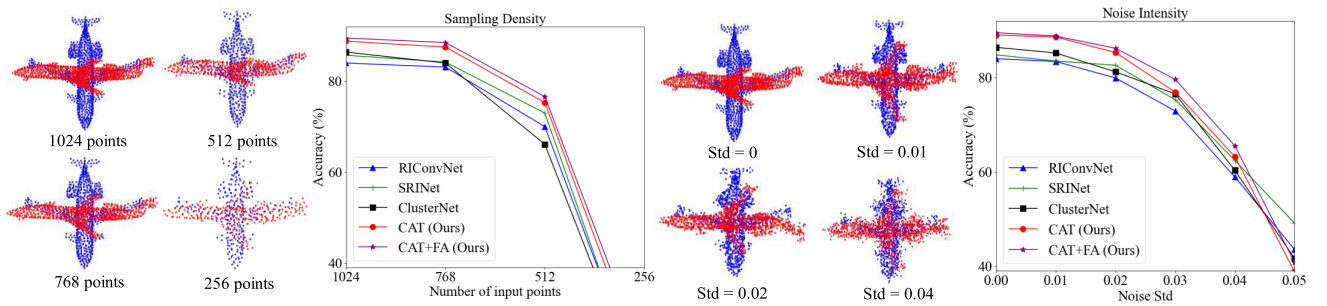 1024 points
512 points
768 points
256 points
Sampling Density
Accuracy (%)
80
60
40
1024
768
512
256
Number of input points
RIConvNet
SRINet
ClusterNet
CAT (Ours)
CAT+FA (Ours)
Std = 0
Std = 0.01
Std = 0.02
Std = 0.04
Noise Intensity
Accuracy (%)
80
60
40
0.00
0.01
0.02
0.03
0.04
0.05
Noise Std
RIConvNet
SRINet
ClusterNet
CAT (Ours)
CAT+FA (Ours)